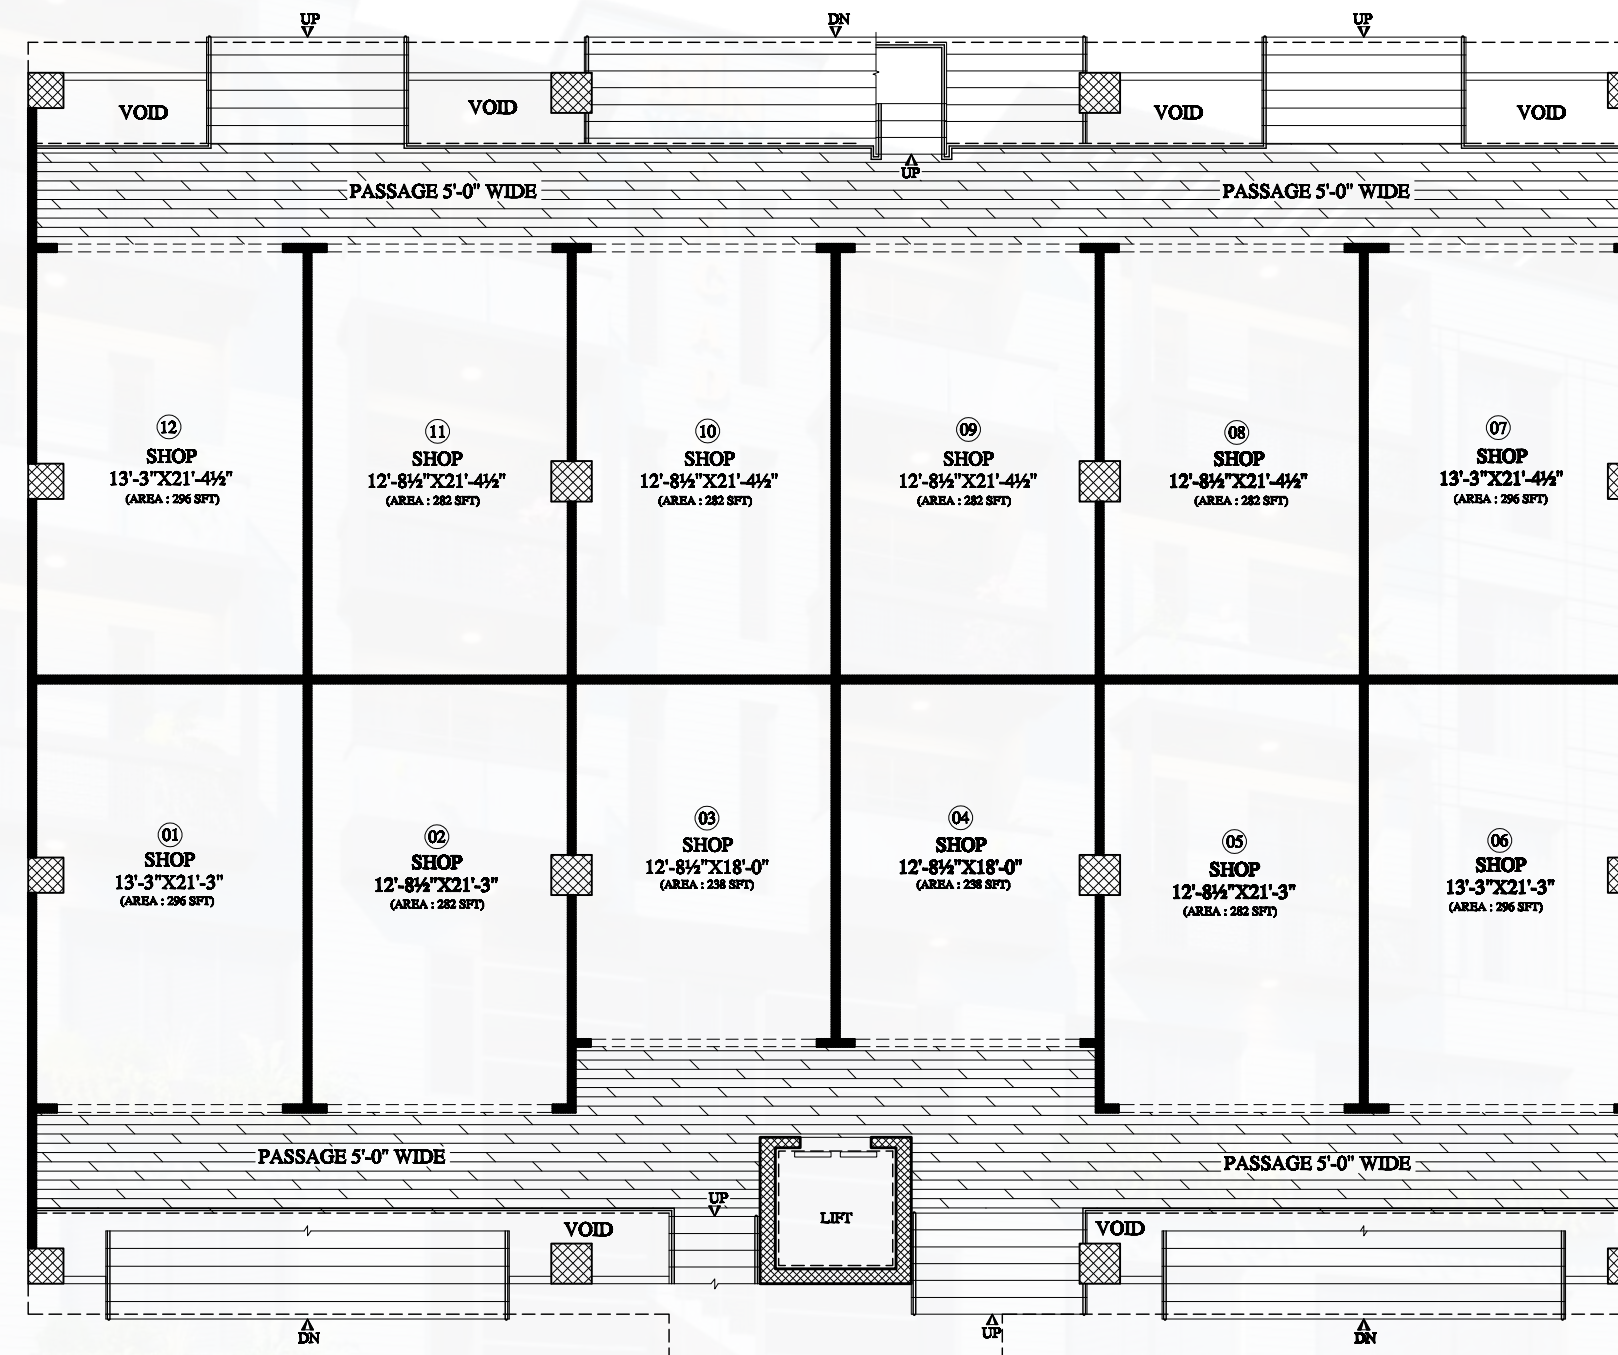 UP
DN
UP
VOID
VOID
VOID
VOID
UP
PASSAGE 5'-0" WIDE
PASSAGE 5'-0" WIDE
12
SHOP
13'-3"X21'-4½"
(AREA : 296 SFT)
11
SHOP
12'-8½"X21'-4½"
(AREA : 282 SFT)
10
SHOP
12'-8½"X21'-4½"
(AREA : 282 SFT)
09
SHOP
12'-8½"X21'-4½"
(AREA : 282 SFT)
08
SHOP
12'-8½"X21'-4½"
(AREA : 282 SFT)
07
SHOP
13'-3"X21'-4½"
(AREA : 296 SFT)
01
SHOP
13'-3"X21'-3"
(AREA : 296 SFT)
02
SHOP
12'-8½"X21'-3"
(AREA : 282 SFT)
03
SHOP
12'-8½"X18'-0"
(AREA : 238 SFT)
04
SHOP
12'-8½"X18'-0"
(AREA : 238 SFT)
05
SHOP
12'-8½"X21'-3"
(AREA : 282 SFT)
06
SHOP
13'-3"X21'-3"
(AREA : 296 SFT)
PASSAGE 5'-0" WIDE
PASSAGE 5'-0" WIDE
UP
LIFT
VOID
VOID
DN
UP
DN